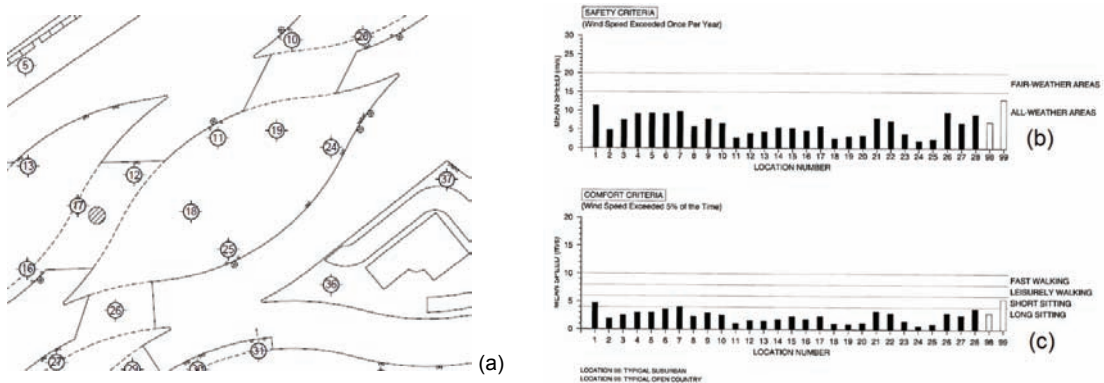 10
20
5
11
19
24
13
12
37
17
18
25
16
36
26
27
29
30
31
(a)
SAFETY CRITERIA
(Wind Speed Exceeded Once Per Year)
MEAN SPEED (m/s)
30
25
20
15
10
5
0
FAIR-WEATHER AREAS
ALL-WEATHER AREAS
1 2 3 4 5 6 7 8 9 10 11 12 13 14 15 16 17 18 19 20 21 22 23 24 25 26 27 28 98 99
LOCATION NUMBER
(b)
COMFORT CRITERIA
(Wind Speed Exceeded 5% of the Time)
MEAN SPEED (m/s)
20
15
10
5
0
FAST WALKING
LEISURELY WALKING
SHORT SITTING
LONG SITTING
1 2 3 4 5 6 7 8 9 10 11 12 13 14 15 16 17 18 19 20 21 22 23 24 25 26 27 28 98 99
LOCATION NUMBER
(c)
LOCATION 98: TYPICAL SUBURBAN
LOCATION 99: TYPICAL OPEN COUNTRY